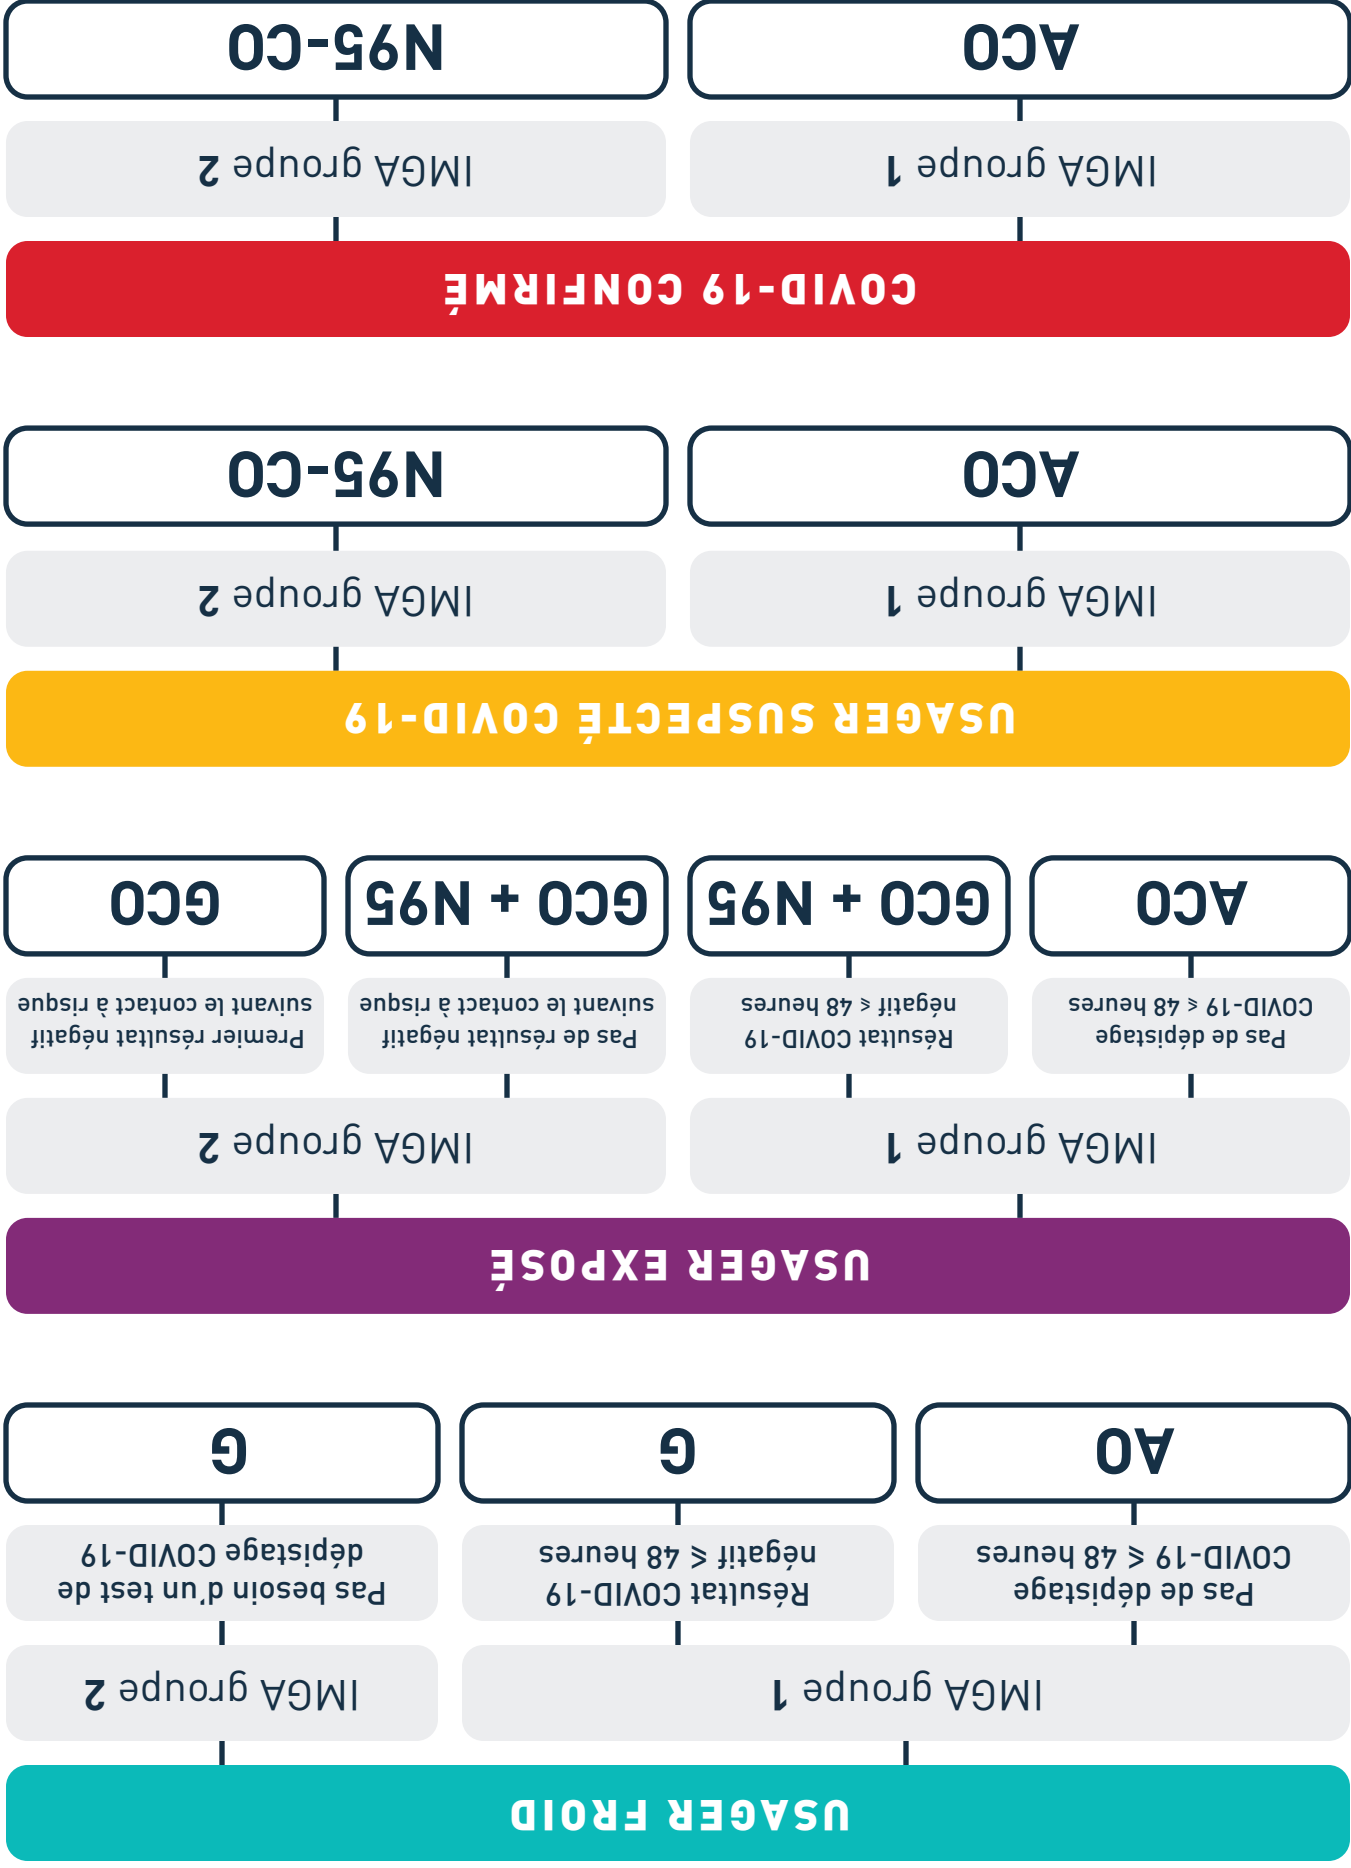 USAGER FROID
IMGA groupe 1
IMGA groupe 2
Pas de dépistage
COVID-19 ≤ 48 heures
Résultat COVID-19
négatif ≤ 48 heures
Pas besoin d'un test de
dépistage COVID-19
AO
G
G
USAGER EXPOSÉ
IMGA groupe 1
IMGA groupe 2
Pas de dépistage
COVID-19 ≤ 48 heures
Résultat COVID-19
négatif ≤ 48 heures
Pas de résultat négatif
suivant le contact à risque
Premier résultat négatif
suivant le contact à risque
ACO
GCO + N95
GCO + N95
GCO
USAGER SUSPECTÉ COVID-19
IMGA groupe 1
IMGA groupe 2
ACO
N95-CO
COVID-19 CONFIRMÉ
IMGA groupe 1
IMGA groupe 2
ACO
N95-CO